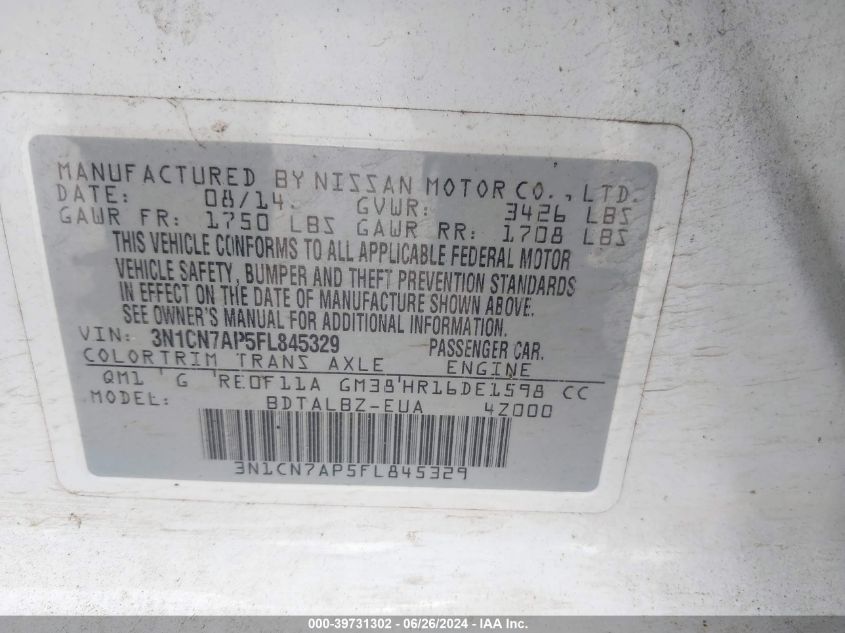 MANUFACTURED BY NISSAN MOTOR CO., LTD.
DATE: 08/14 GVWR: 3426 LBS
GAWR FR: 1750 LBS GAWR RR: 1708 LBS
THIS VEHICLE CONFORMS TO ALL APPLICABLE FEDERAL MOTOR
VEHICLE SAFETY, BUMPER AND THEFT PREVENTION STANDARDS
IN EFFECT ON THE DATE OF MANUFACTURE SHOWN ABOVE.
SEE OWNER'S MANUAL FOR ADDITIONAL INFORMATION.
VIN: 3N1CN7AP5FL845329 PASSENGER CAR.
COLOR TRIM TRANS AXLE ENGINE
QM1 G RE0F11A GM38 HR16DE1598 CC
MODEL: BDTALBZ-EUA 4Z000
3N1CN7AP5FL845329
000-39731302 - 06/26/2024 - IAA Inc.